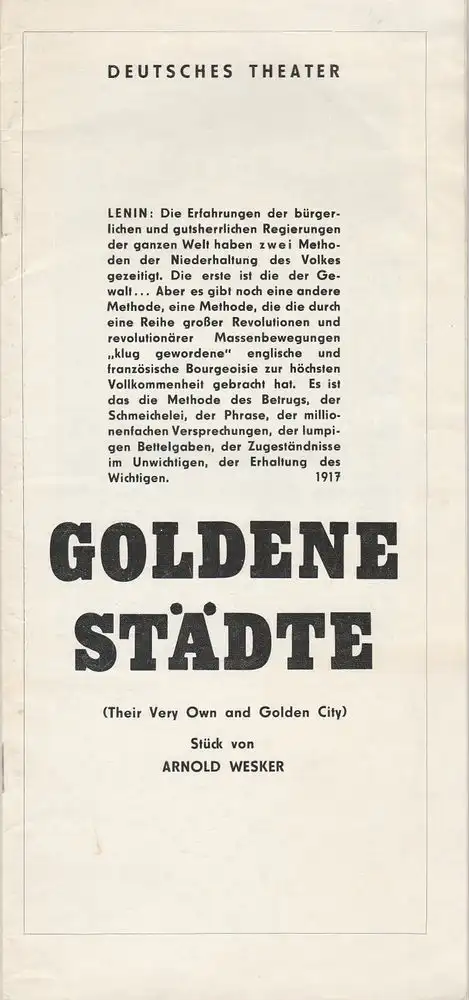 DEUTSCHES THEATER
LENIN: Die Erfahrungen der bürger-
lichen und gutsherrlichen Regierungen
der ganzen Welt haben zwei Metho-
den der Niederhaltung des Volkes
gezeitigt. Die erste ist die der Ge-
walt... Aber es gibt noch eine andere
Methode, eine Methode, die die durch
eine Reihe großer Revolutionen und
revolutionärer Massenbewegungen
„klug gewordene“ englische und
französische Bourgeoisie zur höchsten
Vollkommenheit gebracht hat. Es ist
das die Methode des Betrugs, der
Schmeichelei, der Phrase, der millio-
nenfachen Versprechungen, der lumpi-
gen Bettelgaben, der Zugeständnisse
im Unwichtigen, der Erhaltung des
Wichtigen. 1917
GOLDENE
STÄDTE
(Their Very Own and Golden City)
Stück von
ARNOLD WESKER